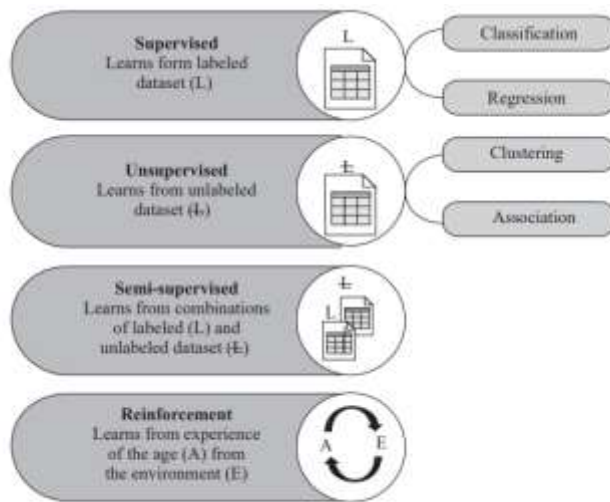 Supervised
Learns form labeled
dataset (L)
L
Classification
Regression
Unsupervised
Learns from unlabeled
dataset (Ł)
Ł
Clustering
Association
Semi-supervised
Learns from combinations
of labeled (L) and
unlabeled dataset (Ł)
Ł
L
Reinforcement
Learns from experience
of the age (A) from
the environment (E)
A
E